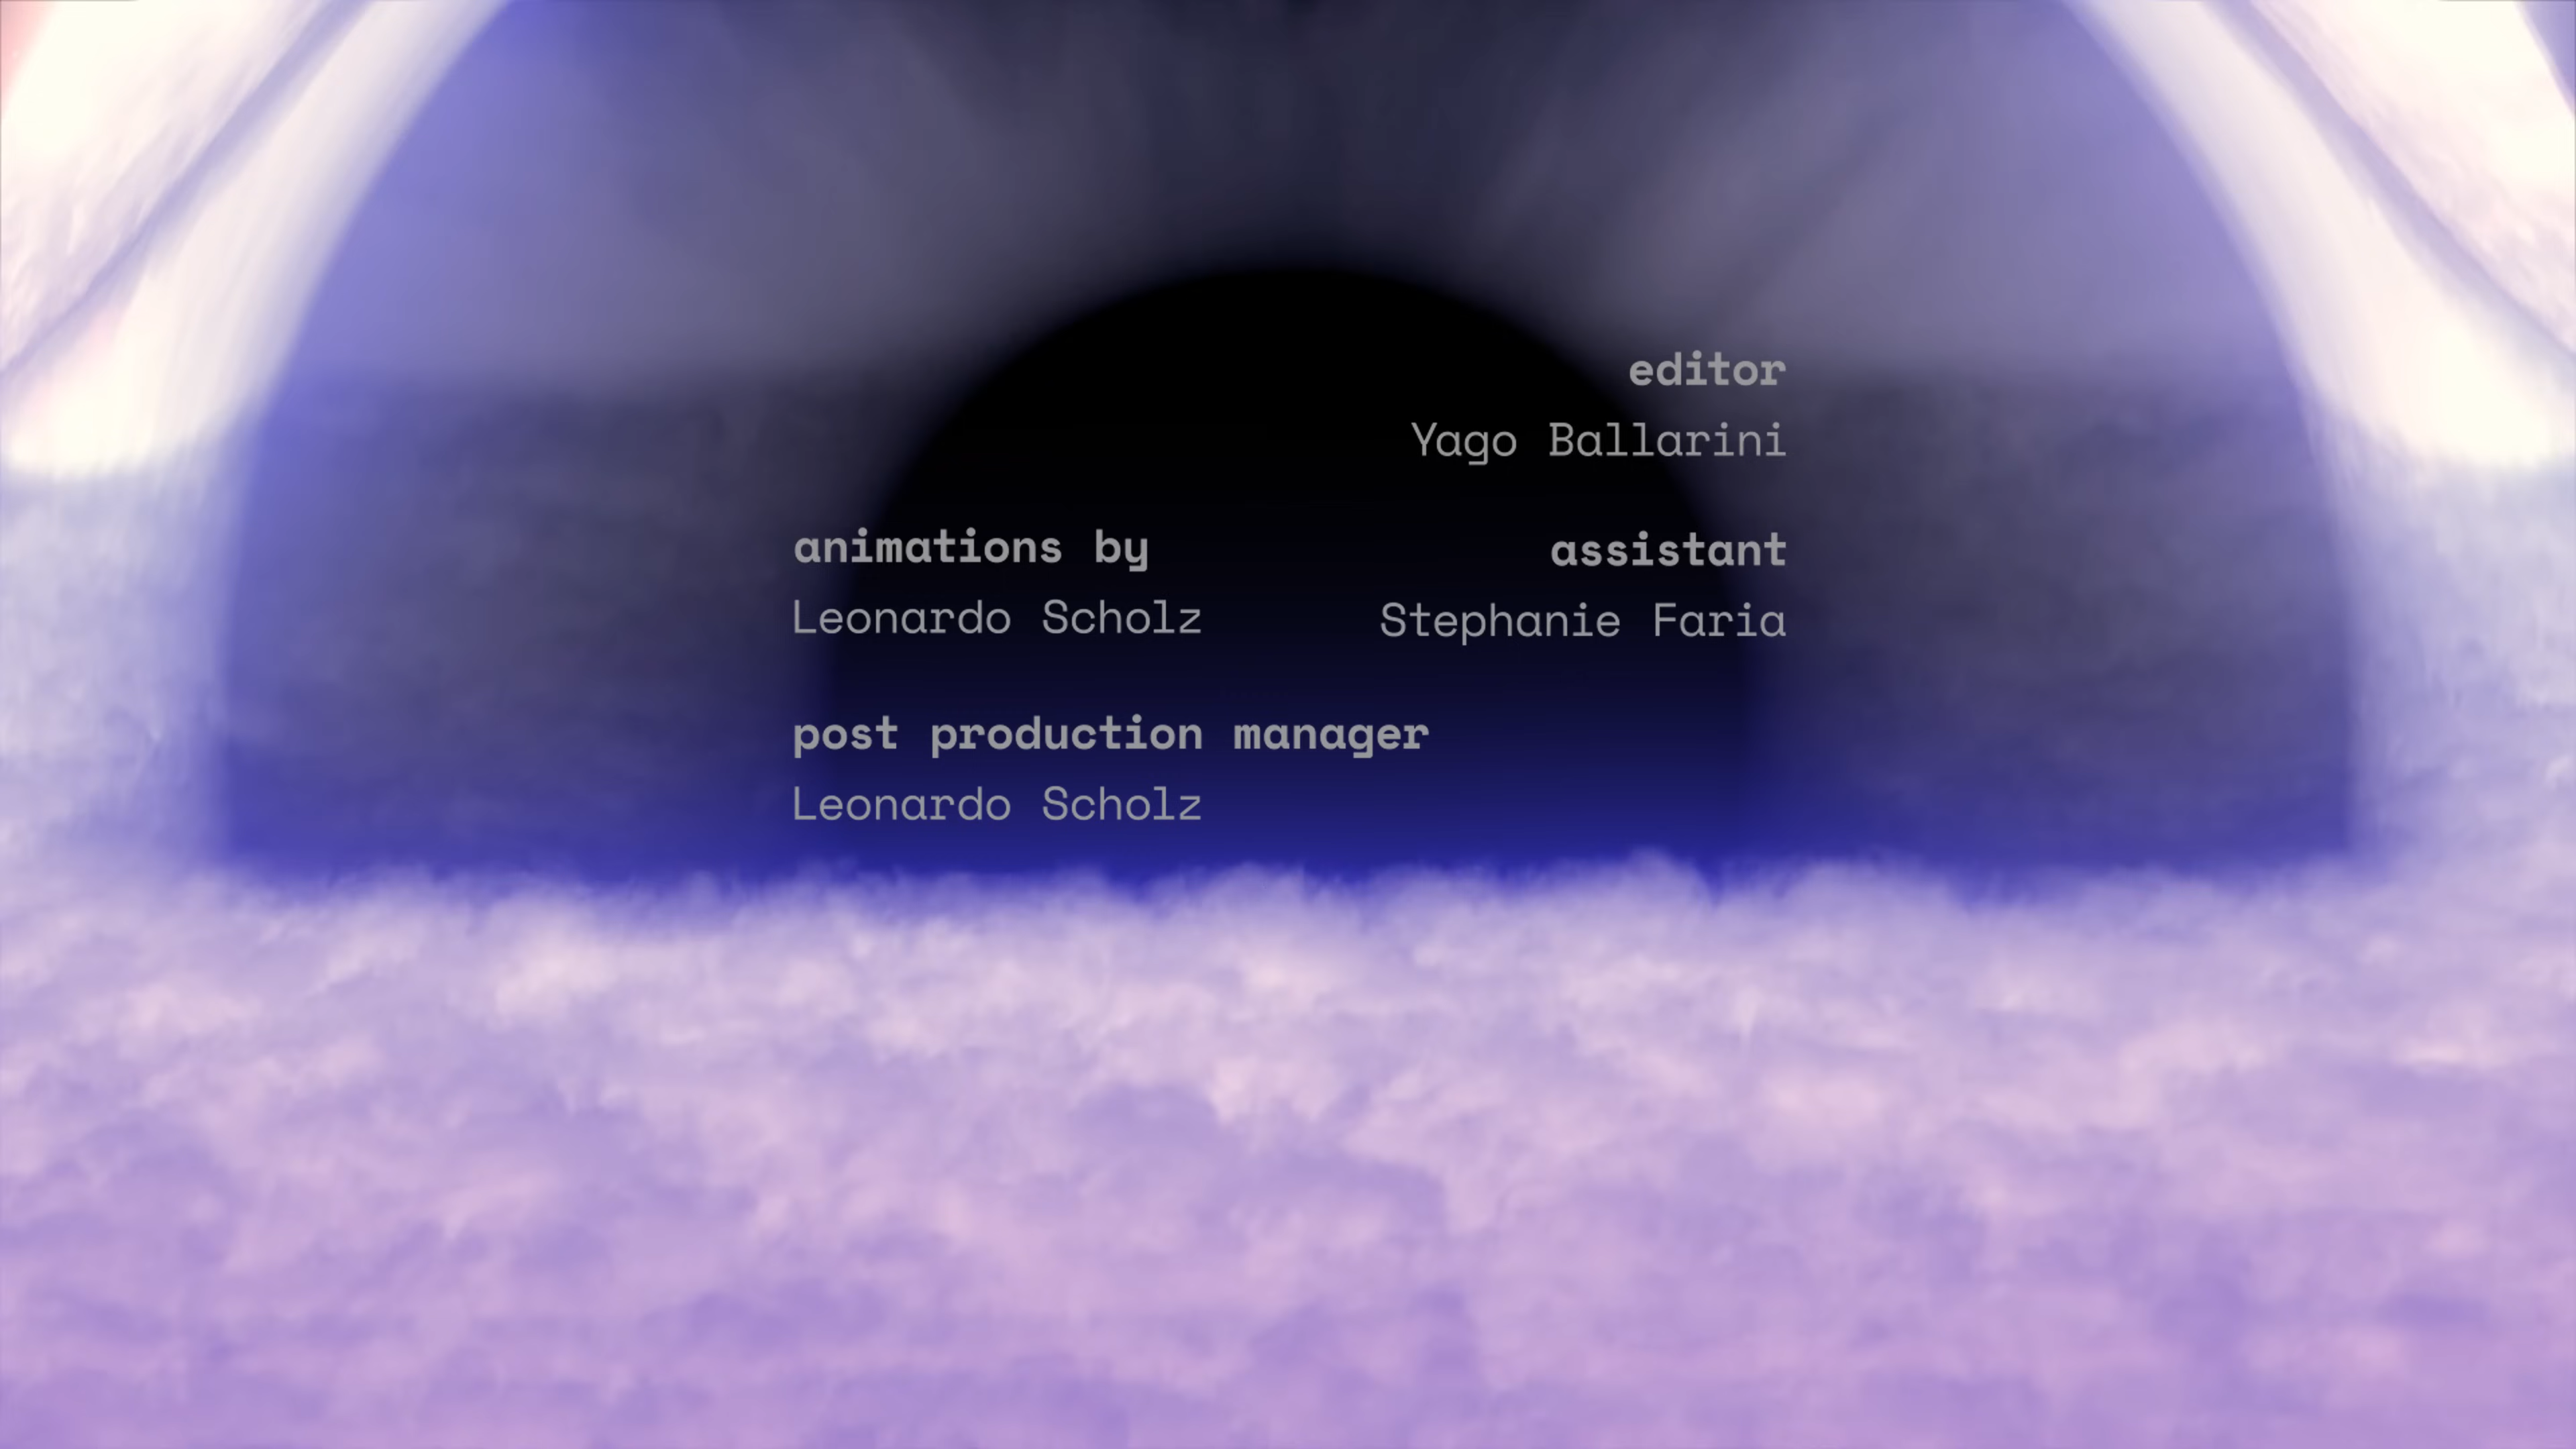 editor
Yago Ballarini
animations by
Leonardo Scholz
assistant
Stephanie Faria
post production manager
Leonardo Scholz